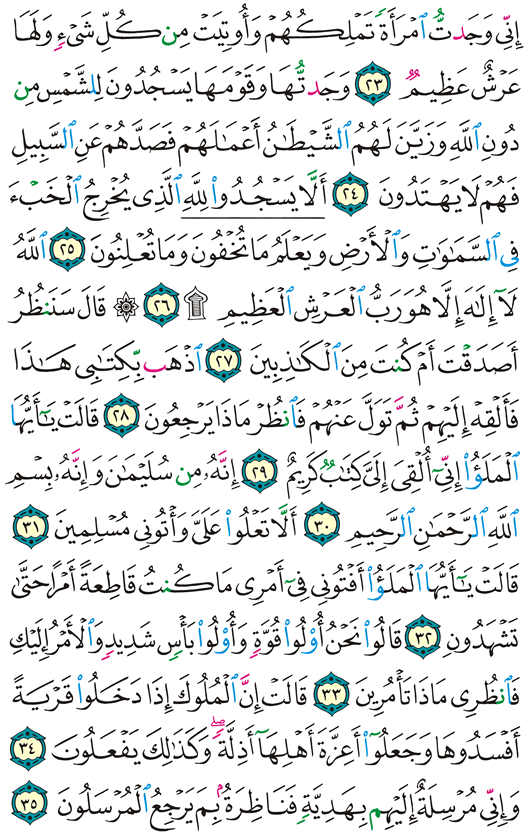 إِنِّي وَجَدتُّ ٱمْرَأَةً تَمْلِكُهُمْ وَأُوتِيَتْ مِن كُلِّ شَيْءٍ وَلَهَا
عَرْشٌ عَظِيمٌ ٢٣ وَجَدتُّهَا وَقَوْمَهَا يَسْجُدُونَ لِلشَّمْسِ مِن
دُونِ ٱللَّهِ وَزَيَّنَ لَهُمُ ٱلشَّيْطَٰنُ أَعْمَٰلَهُمْ فَصَدَّهُمْ عَنِ ٱلسَّبِيلِ
فَهُمْ لَا يَهْتَدُونَ ٢٤ أَلَّا يَسْجُدُوا۟ لِلَّهِ ٱلَّذِي يُخْرِجُ ٱلْخَبْءَ
فِي ٱلسَّمَٰوَٰتِ وَٱلْأَرْضِ وَيَعْلَمُ مَا تُخْفُونَ وَمَا تُعْلِنُونَ ٢٥ ٱللَّهُ
لَآ إِلَٰهَ إِلَّا هُوَ رَبُّ ٱلْعَرْشِ ٱلْعَظِيمِ ۩ ٢٦ ۞ قَالَ سَنَنظُرُ
أَصَدَقْتَ أَمْ كُنتَ مِنَ ٱلْكَٰذِبِينَ ٢٧ ٱذْهَب بِّكِتَٰبِي هَٰذَا
فَأَلْقِهْ إِلَيْهِمْ ثُمَّ تَوَلَّ عَنْهُمْ فَٱنظُرْ مَاذَا يَرْجِعُونَ ٢٨ قَالَتْ يَٰٓأَيُّهَا
ٱلْمَلَؤُا۟ إِنِّيٓ أُلْقِيَ إِلَيَّ كِتَٰبٌ كَرِيمٌ ٢٩ إِنَّهُۥ مِن سُلَيْمَٰنَ وَإِنَّهُۥ بِسْمِ
ٱللَّهِ ٱلرَّحْمَٰنِ ٱلرَّحِيمِ ٣٠ أَلَّا تَعْلُوا۟ عَلَيَّ وَأْتُونِي مُسْلِمِينَ ٣١
قَالَتْ يَٰٓأَيُّهَا ٱلْمَلَؤُا۟ أَفْتُونِي فِيٓ أَمْرِي مَا كُنتُ قَاطِعَةً أَمْرًا حَتَّىٰ
تَشْهَدُونِ ٣٢ قَالُوا۟ نَحْنُ أُو۟لُوا۟ قُوَّةٍ وَأُو۟لُوا۟ بَأْسٍ شَدِيدٍ وَٱلْأَمْرُ إِلَيْكِ
فَٱنظُرِي مَاذَا تَأْمُرِينَ ٣٣ قَالَتْ إِنَّ ٱلْمُلُوكَ إِذَا دَخَلُوا۟ قَرْيَةً
أَفْسَدُوهَا وَجَعَلُوٓا۟ أَعِزَّةَ أَهْلِهَآ أَذِلَّةً ۖ وَكَذَٰلِكَ يَفْعَلُونَ ٣٤
وَإِنِّي مُرْسِلَةٌ إِلَيْهِم بِهَدِيَّةٍ فَنَاظِرَةٌۢ بِمَ يَرْجِعُ ٱلْمُرْسَلُونَ ٣٥